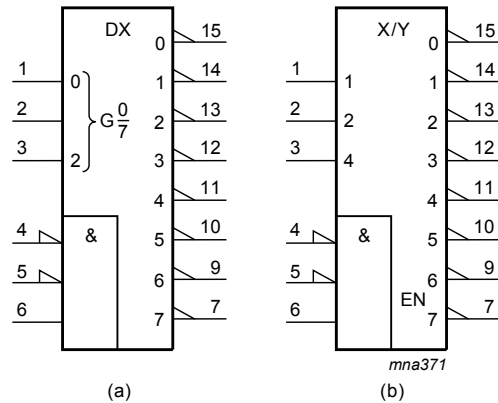 DX
0 15
1 0 1 14
2 G 0/7 2 13
3 2 3 12
4 11
4 & 5 10
5 6 9
6 7 7
(a)
X/Y
0 15
1 1 1 14
2 2 2 13
3 4 3 12
4 11
4 & 5 10
5 6 9
EN
6 7 7
mna371
(b)